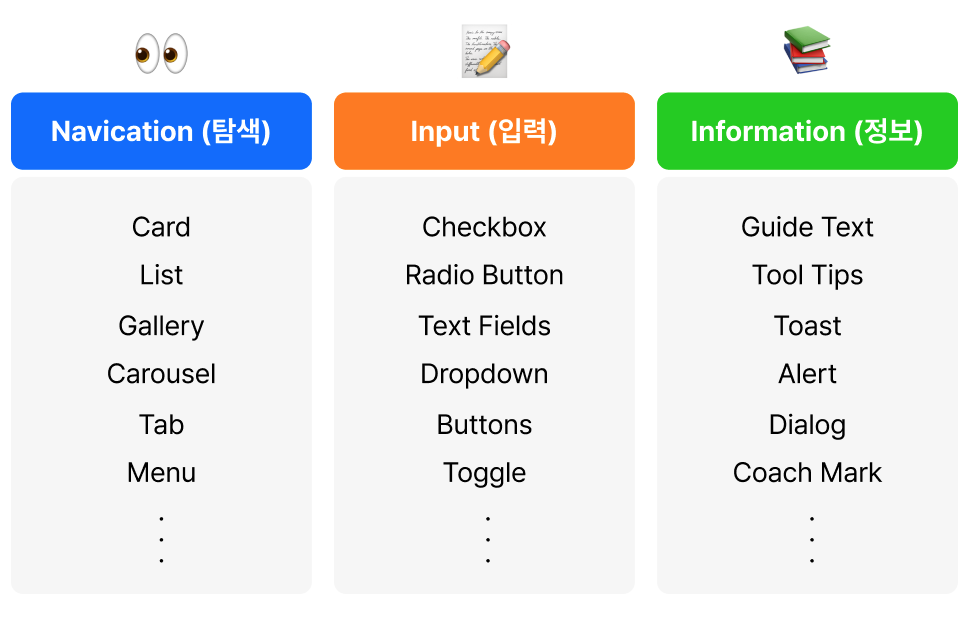 Navication (탐색)
Card
List
Gallery
Carousel
Tab
Menu
.
.
.
Input (입력)
Checkbox
Radio Button
Text Fields
Dropdown
Buttons
Toggle
.
.
.
Information (정보)
Guide Text
Tool Tips
Toast
Alert
Dialog
Coach Mark
.
.
.